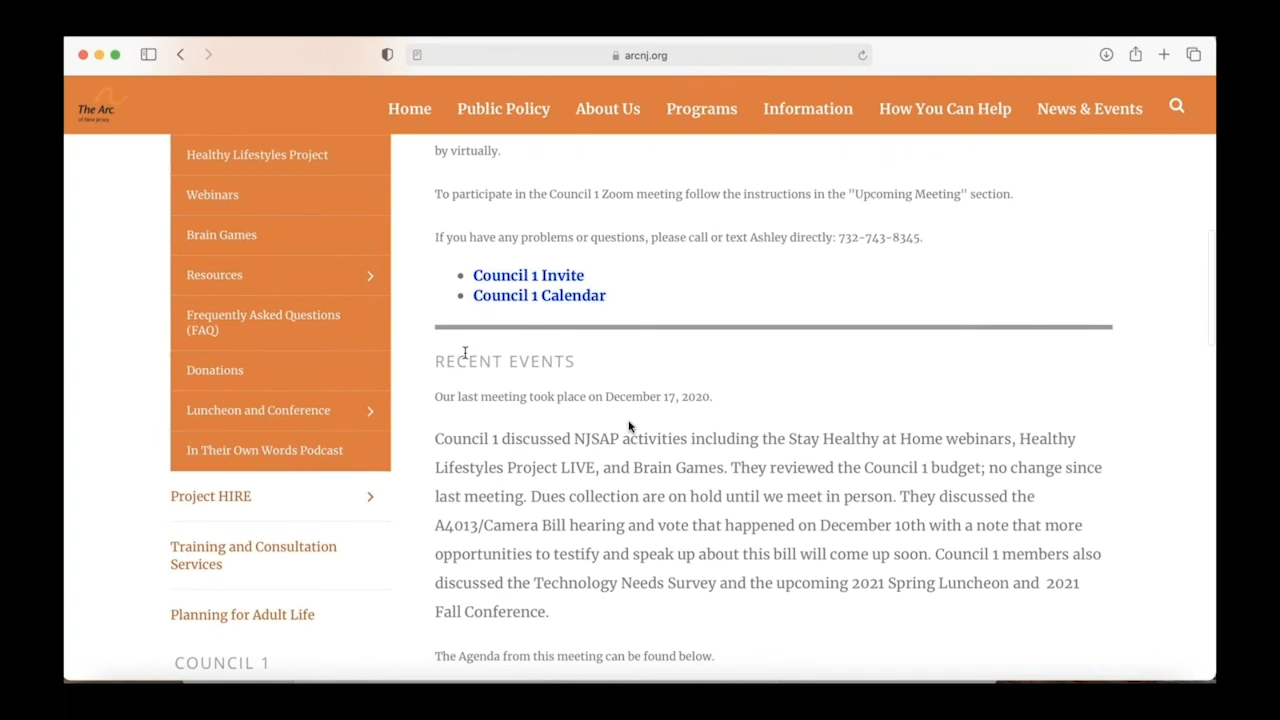 arcnj.org
The Arc
of New Jersey
Home Public Policy About Us Programs Information How You Can Help News & Events
Healthy Lifestyles Project
Webinars
Brain Games
Resources
Frequently Asked Questions
(FAQ)
Donations
Luncheon and Conference
In Their Own Words Podcast
Project HIRE
Training and Consultation
Services
Planning for Adult Life
COUNCIL 1
by virtually.
To participate in the Council 1 Zoom meeting follow the instructions in the "Upcoming Meeting" section.
If you have any problems or questions, please call or text Ashley directly: 732-743-8345.
Council 1 Invite
Council 1 Calendar
RECENT EVENTS
Our last meeting took place on December 17, 2020.
Council 1 discussed NJSAP activities including the Stay Healthy at Home webinars, Healthy
Lifestyles Project LIVE, and Brain Games. They reviewed the Council 1 budget; no change since
last meeting. Dues collection are on hold until we meet in person. They discussed the
A4013/Camera Bill hearing and vote that happened on December 10th with a note that more
opportunities to testify and speak up about this bill will come up soon. Council 1 members also
discussed the Technology Needs Survey and the upcoming 2021 Spring Luncheon and 2021
Fall Conference.
The Agenda from this meeting can be found below.